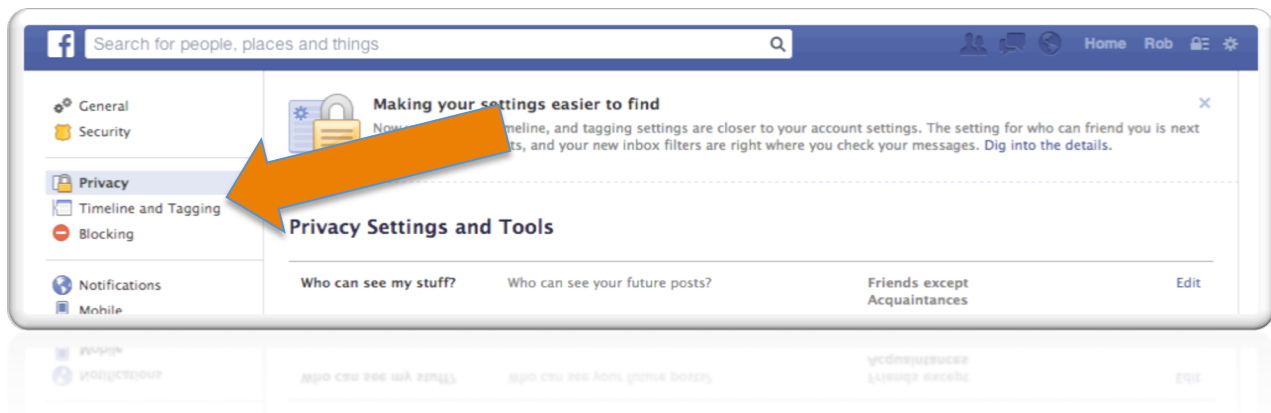 f
Search for people, places and things
Home Rob
General
Security
Privacy
Timeline and Tagging
Blocking
Notifications
Mobile
Making your settings easier to find
Now meline, and tagging settings are closer to your account settings. The setting for who can friend you is next
ts, and your new inbox filters are right where you check your messages. Dig into the details.
Privacy Settings and Tools
Who can see my stuff? Who can see your future posts? Friends except Edit
Acquaintances